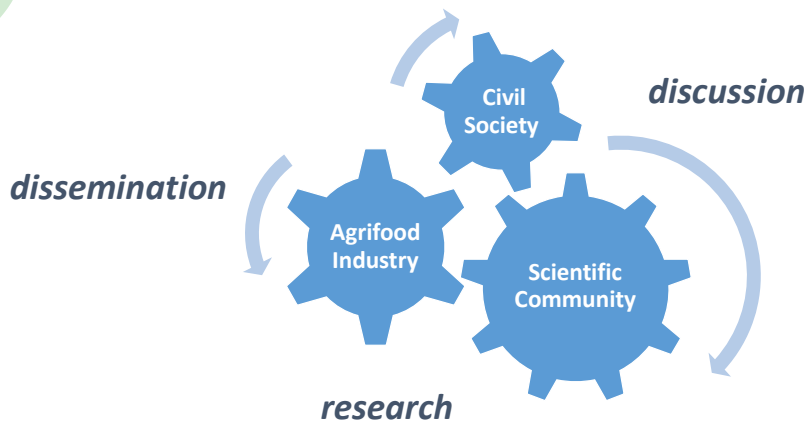 Civil
Society
discussion
dissemination
Agrifood
Industry
Scientific
Community
research